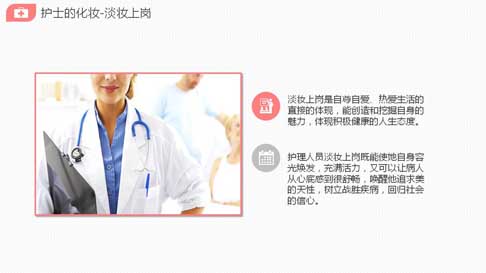 护士的化妆-淡妆上岗
淡妆上岗是自尊自爱、热爱生活的
直接的体现，能创造和挖掘自身的
魅力，体现积极健康的人生态度。
护理人员淡妆上岗既能使她自身容
光焕发，充满活力，又可以让病人
从心底感到很舒畅，唤醒他追求美
的天性，树立战胜疾病，回归社会
的信心。